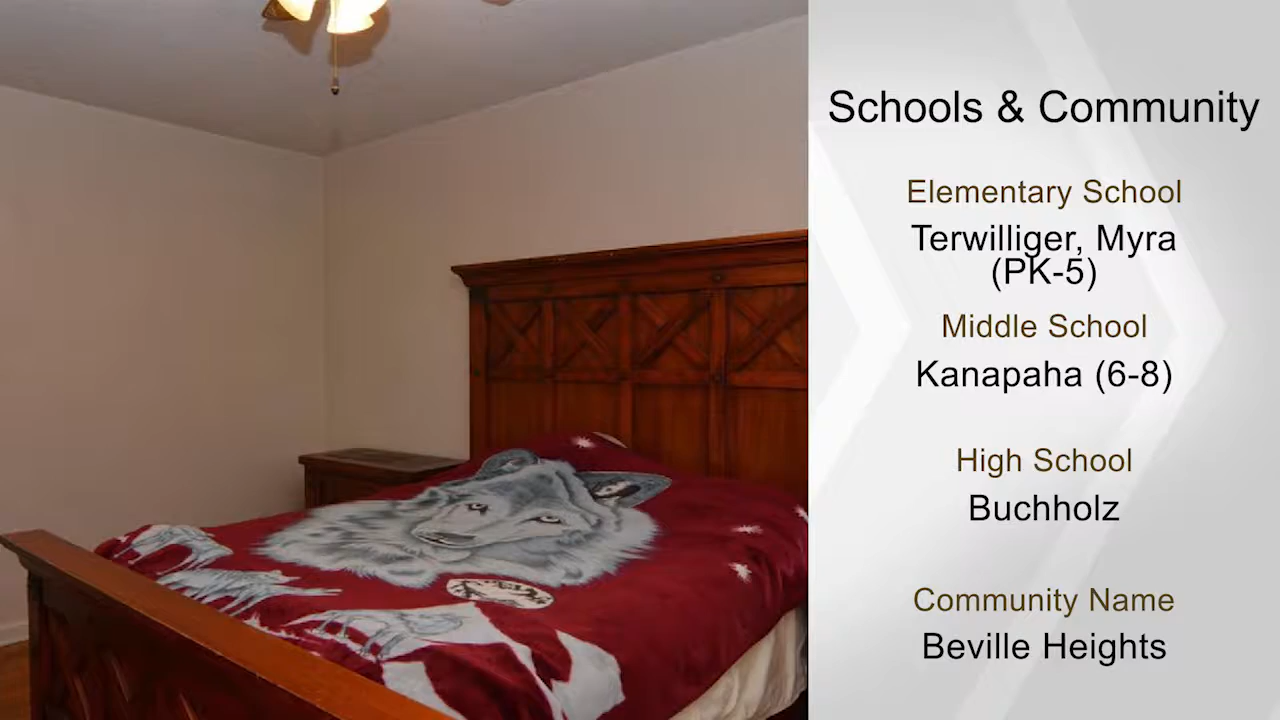 Schools & Community
Elementary School
Terwilliger, Myra
(PK-5)
Middle School
Kanapaha (6-8)
High School
Buchholz
Community Name
Beville Heights